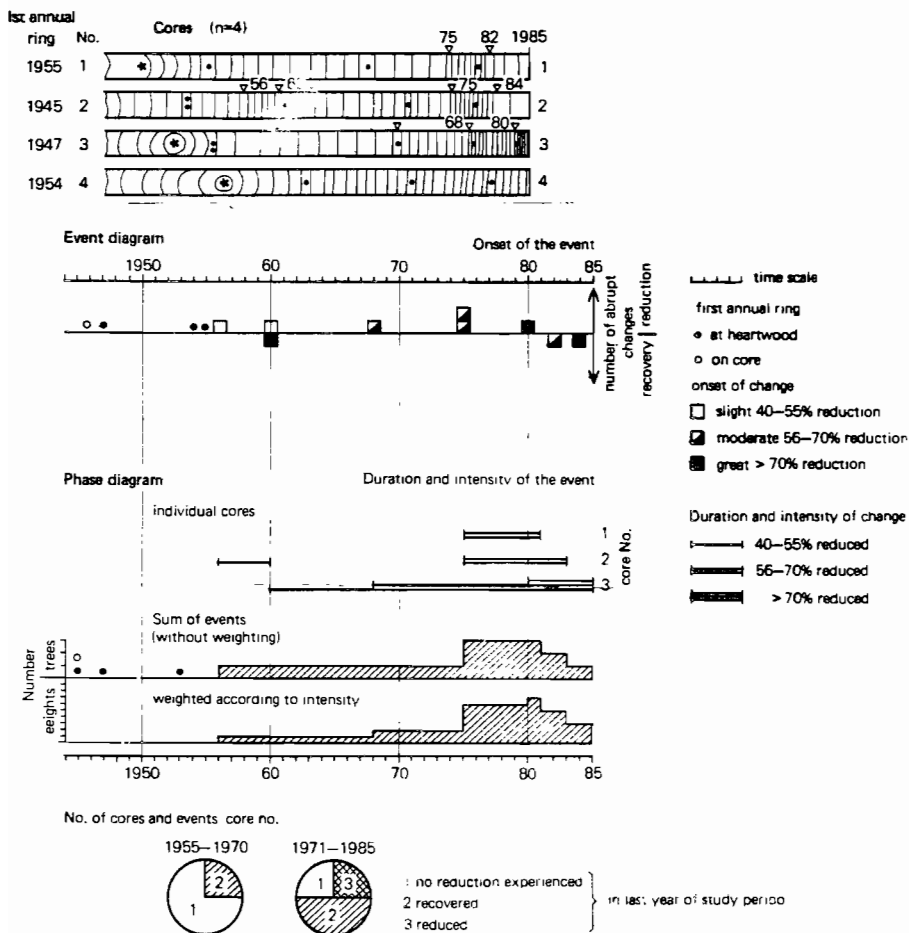 lst annual
ring No. Cores (n=4) 75 82 1985
1955 1 1
56 75 84
1945 2 2
68 80
1947 3 3
1954 4 4
Event diagram Onset of the event
1950 60 70 80 85
number of abrupt
changes
recovery | reduction
time scale
first annual ring
at heartwood
on core
onset of change
slight 40–55% reduction
moderate 56–70% reduction
great > 70% reduction
Phase diagram Duration and intensity of the event
individual cores
1
2
3
core No.
Duration and intensity of change
40–55% reduced
56–70% reduced
> 70% reduced
Sum of events
(without weighting)
Number
trees
weighted according to intensity
eeights
1950 60 70 80 85
No. of cores and events core no.
1955–1970 1971–1985
2 1 1 3 2
1 no reduction experienced
2 recovered
3 reduced
in last year of study period